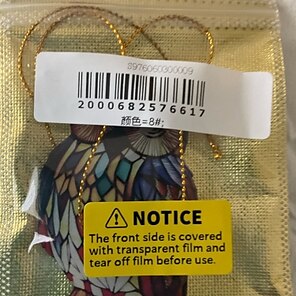 8976060300009
2000682576617
颜色=8#;
NOTICE
The front side is covered
with transparent film and
tear off film before use.